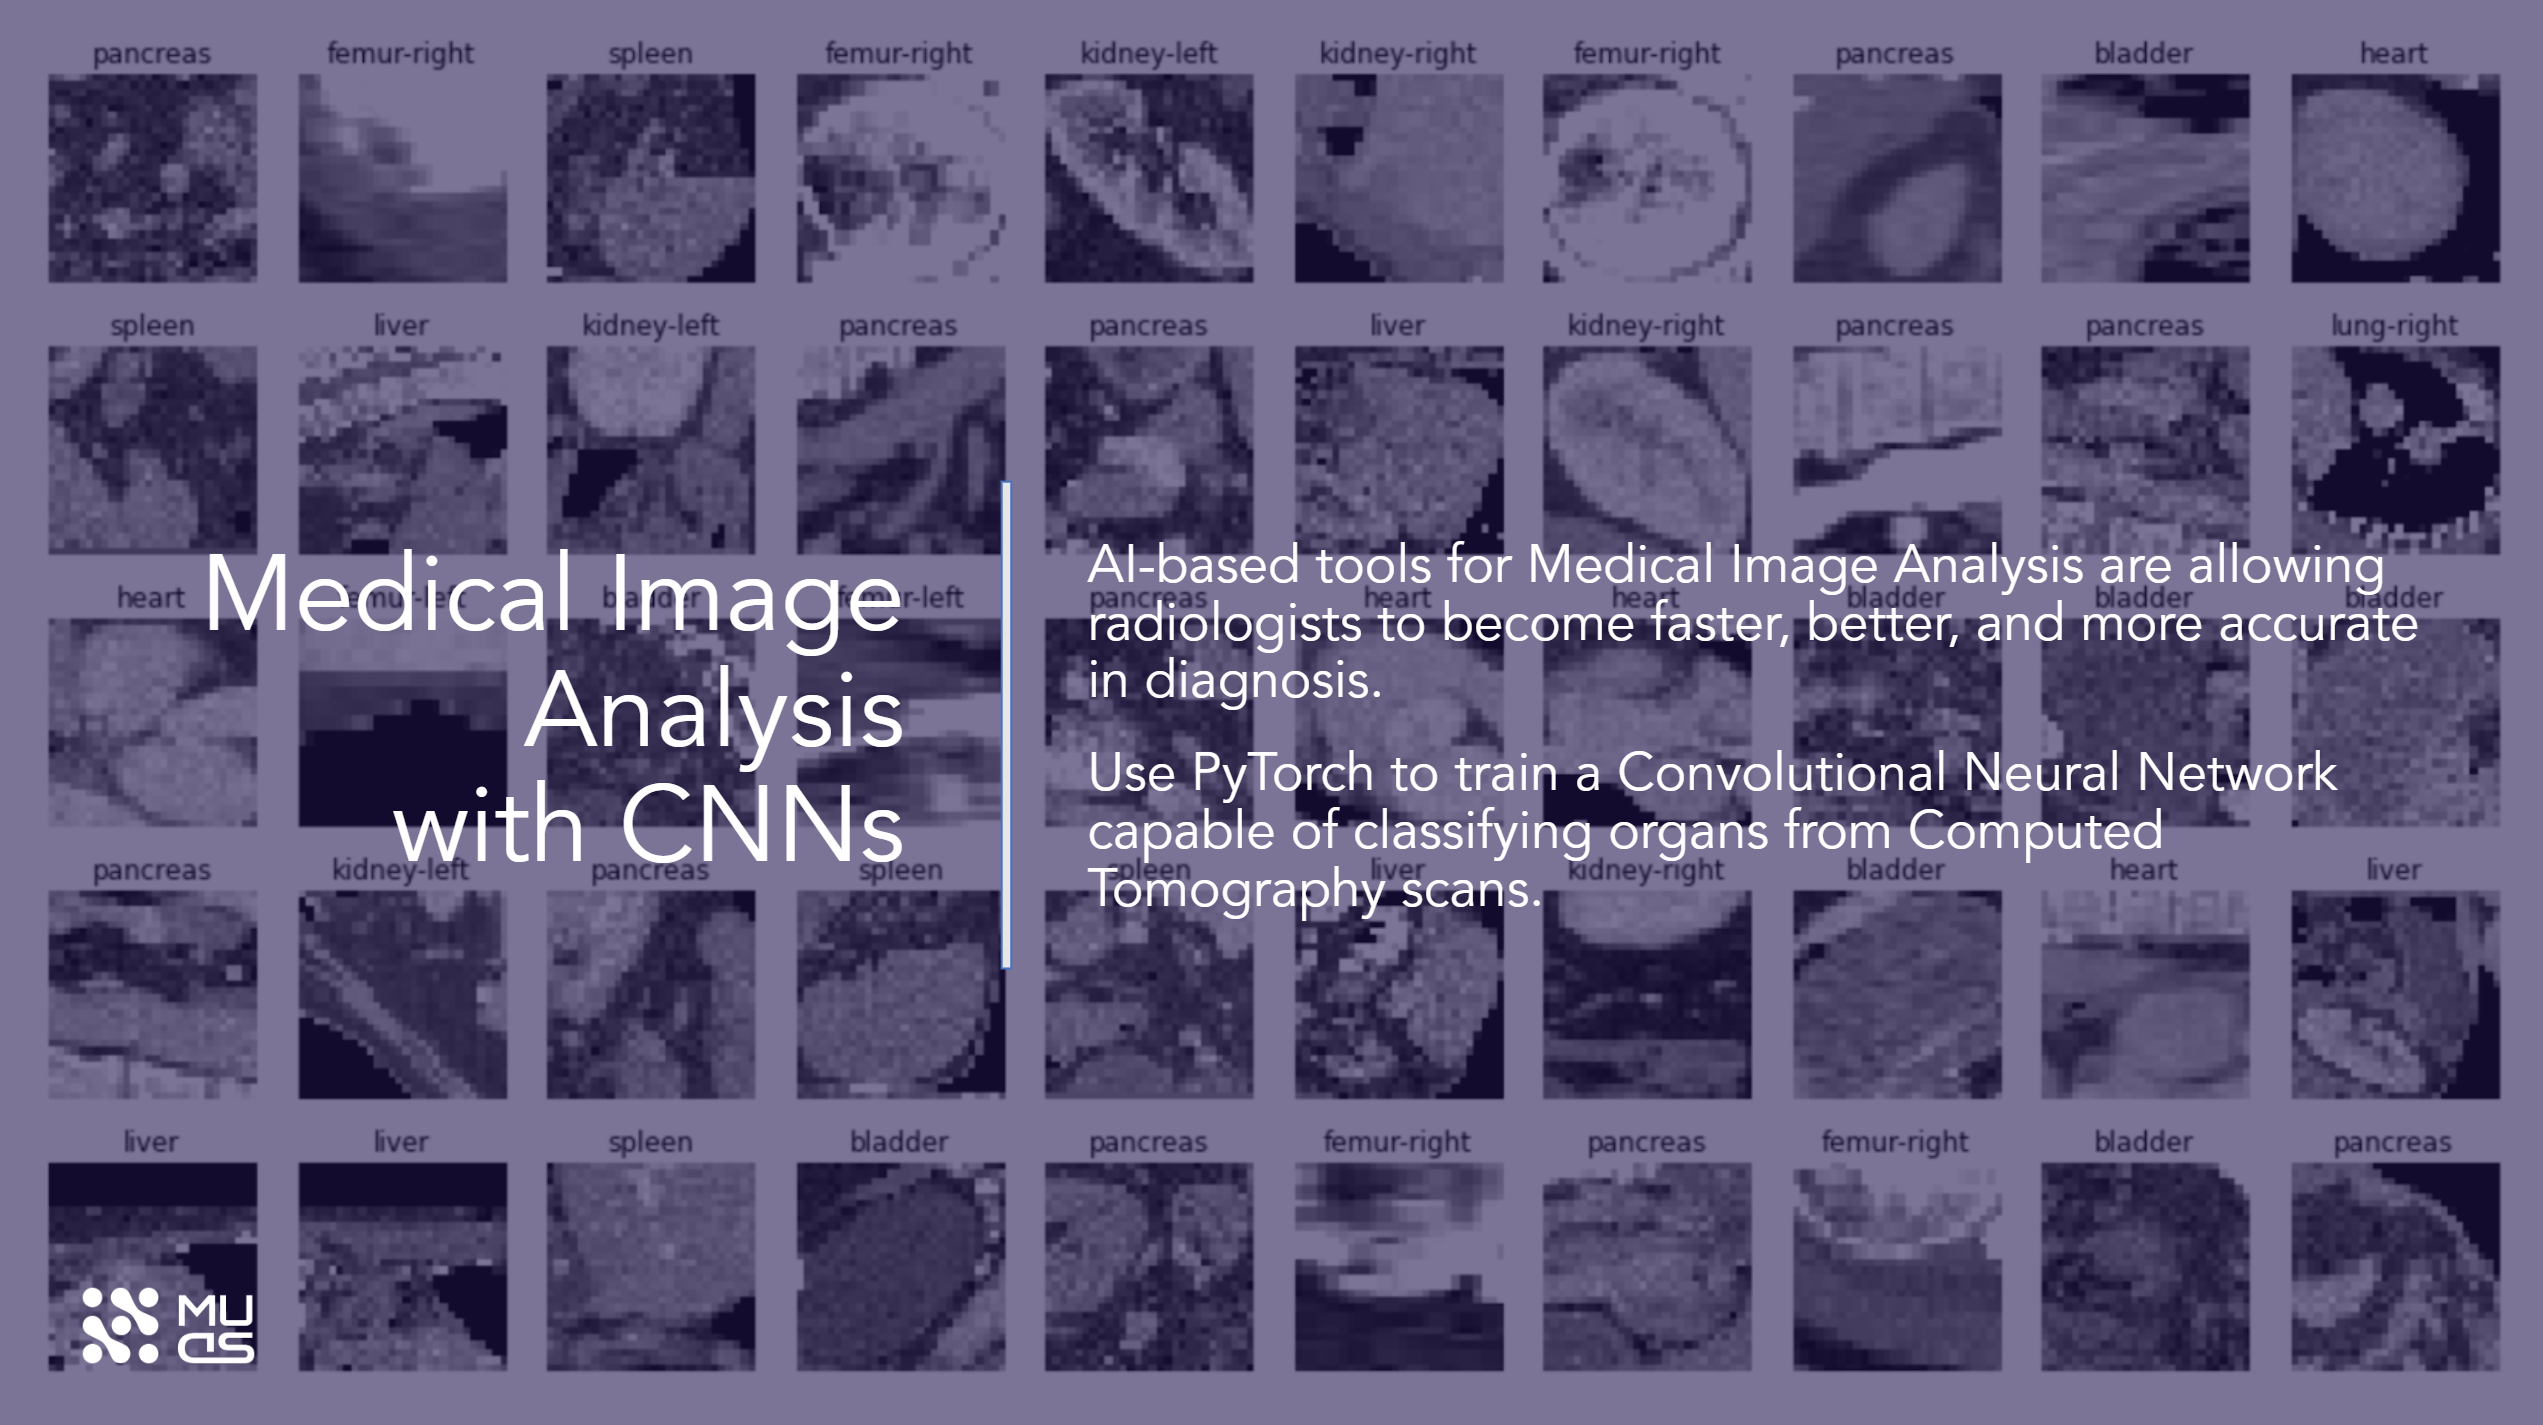 pancreas femur-right spleen femur-right kidney-left kidney-right femur-right pancreas bladder heart
spleen liver kidney-left pancreas pancreas liver kidney-right pancreas pancreas lung-right
heart femur-left bladder femur-left pancreas heart heart bladder bladder bladder
Medical Image
Analysis
with CNNs
AI-based tools for Medical Image Analysis are allowing
radiologists to become faster, better, and more accurate
in diagnosis.
Use PyTorch to train a Convolutional Neural Network
capable of classifying organs from Computed
Tomography scans.
pancreas kidney-left pancreas spleen spleen liver kidney-right bladder heart liver
liver liver spleen bladder pancreas femur-right pancreas femur-right bladder pancreas
MU
DS